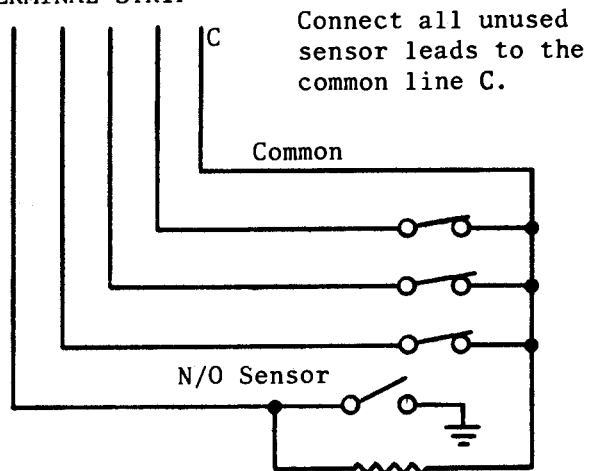 C
Connect all unused
sensor leads to the
common line C.
Common
N/O Sensor